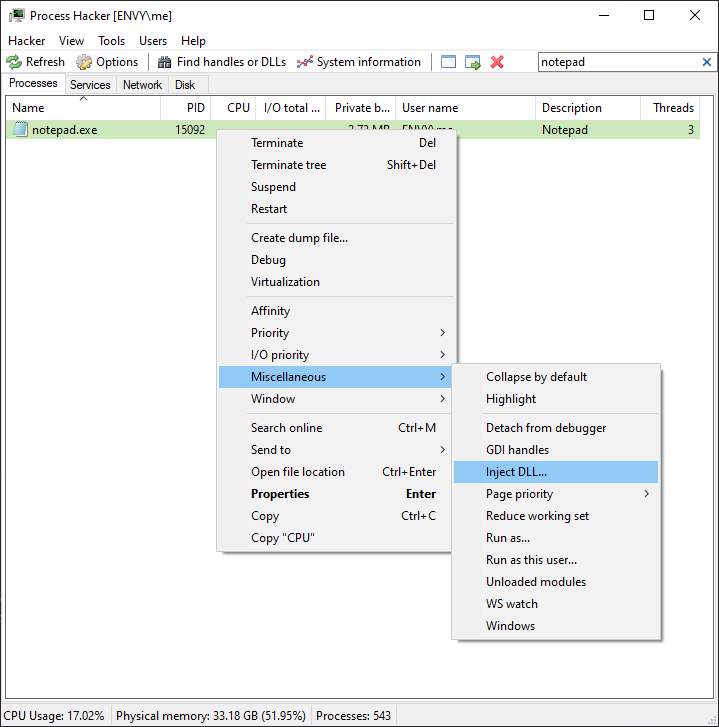 Process Hacker [ENVY\me]
Hacker View Tools Users Help
Refresh Options Find handles or DLLs System information notepad
Processes Services Network Disk
Name PID CPU I/O total ... Private b... User name Description Threads
notepad.exe 15092 2.73 MB ENVY\me Notepad 3
Terminate Del
Terminate tree Shift+Del
Suspend
Restart
Create dump file...
Debug
Virtualization
Affinity
Priority
I/O priority
Miscellaneous
Window
Search online Ctrl+M
Send to
Open file location Ctrl+Enter
Properties Enter
Copy Ctrl+C
Copy "CPU"
Collapse by default
Highlight
Detach from debugger
GDI handles
Inject DLL...
Page priority
Reduce working set
Run as...
Run as this user...
Unloaded modules
WS watch
Windows
CPU Usage: 17.02% Physical memory: 33.18 GB (51.95%) Processes: 543